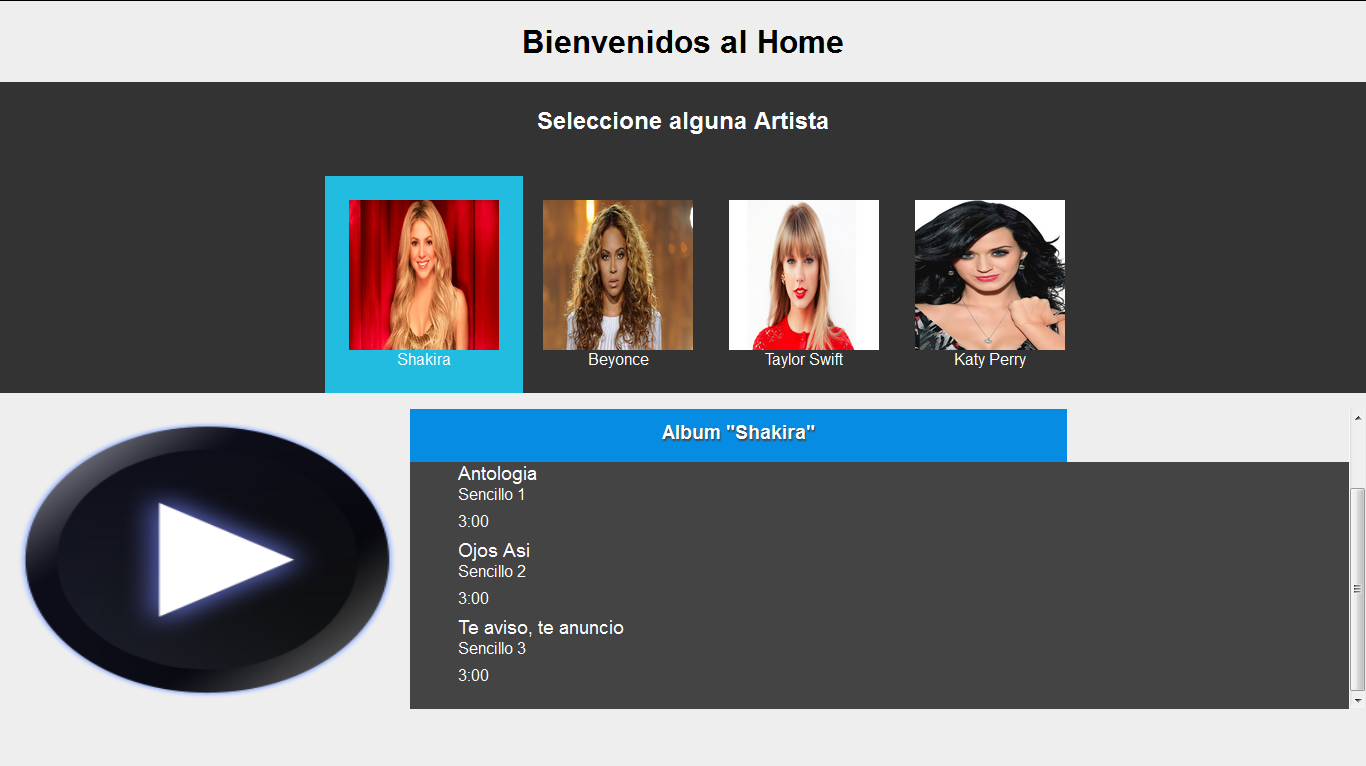 Bienvenidos al Home
Seleccione alguna Artista
Shakira
Beyonce
Taylor Swift
Katy Perry
Album "Shakira"
Antologia
Sencillo 1
3:00
Ojos Asi
Sencillo 2
3:00
Te aviso, te anuncio
Sencillo 3
3:00